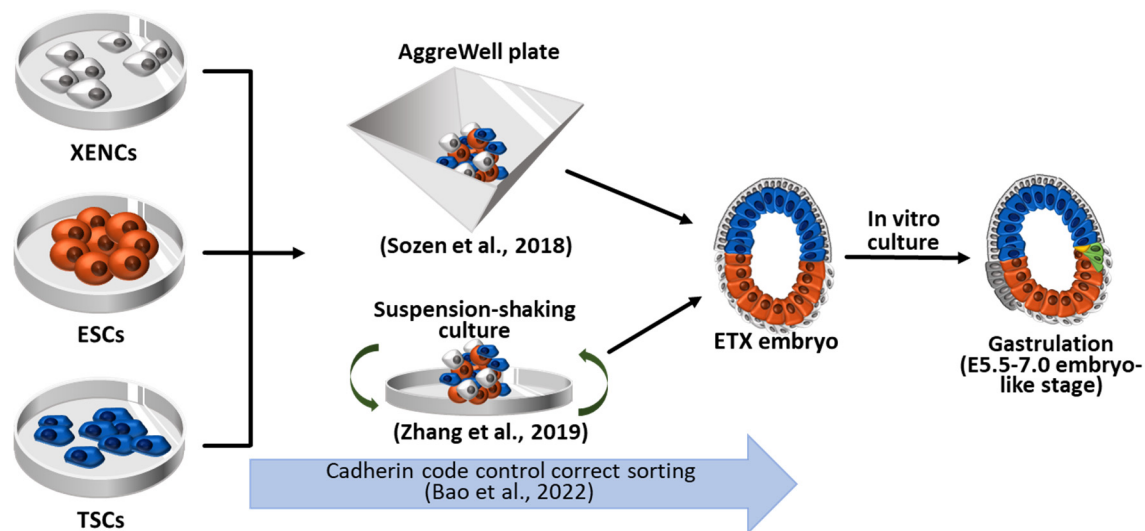 XENCs
ESCs
TSCs
AggreWell plate
(Sozen et al., 2018)
Suspension-shaking
culture
(Zhang et al., 2019)
Cadherin code control correct sorting
(Bao et al., 2022)
ETX embryo
In vitro
culture
Gastrulation
(E5.5-7.0 embryo-
like stage)